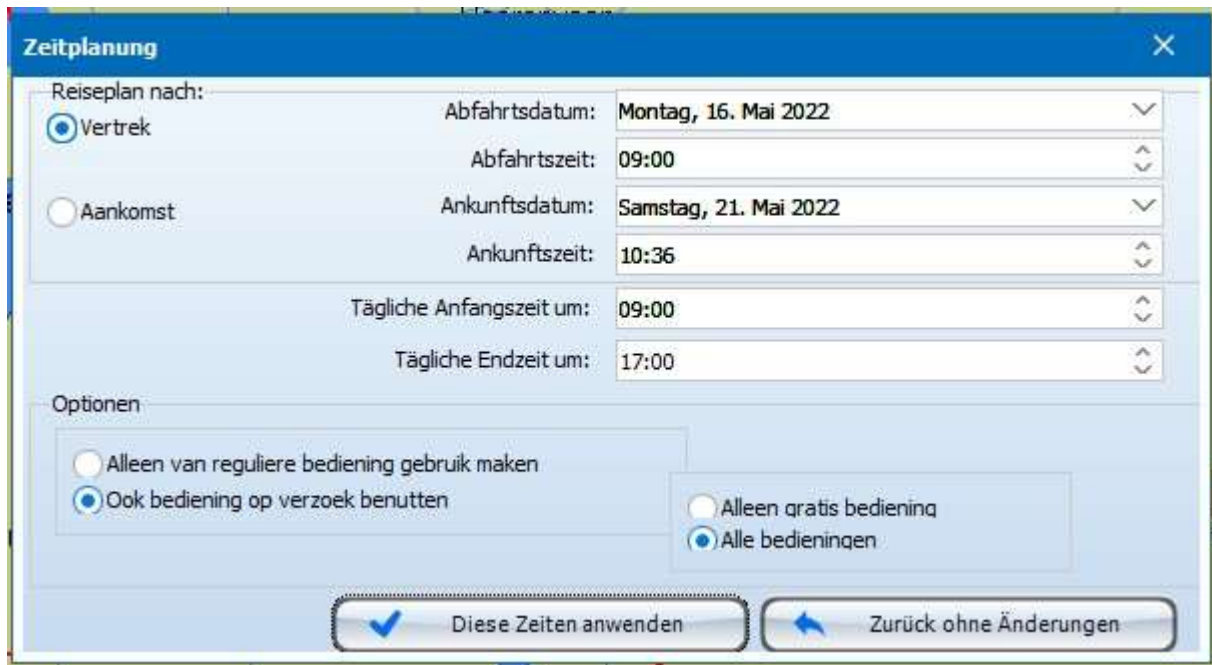 Zeitplanung
Reiseplan nach:
Vertrek
Abfahrtsdatum: Montag, 16. Mai 2022
Abfahrtszeit: 09:00
Aankomst
Ankunftsdatum: Samstag, 21. Mai 2022
Ankunftszeit: 10:36
Tägliche Anfangszeit um: 09:00
Tägliche Endzeit um: 17:00
Optionen
Alleen van reguliere bediening gebruik maken
Ook bediening op verzoek benutten
Alleen gratis bediening
Alle bedieningen
Diese Zeiten anwenden
Zurück ohne Änderungen